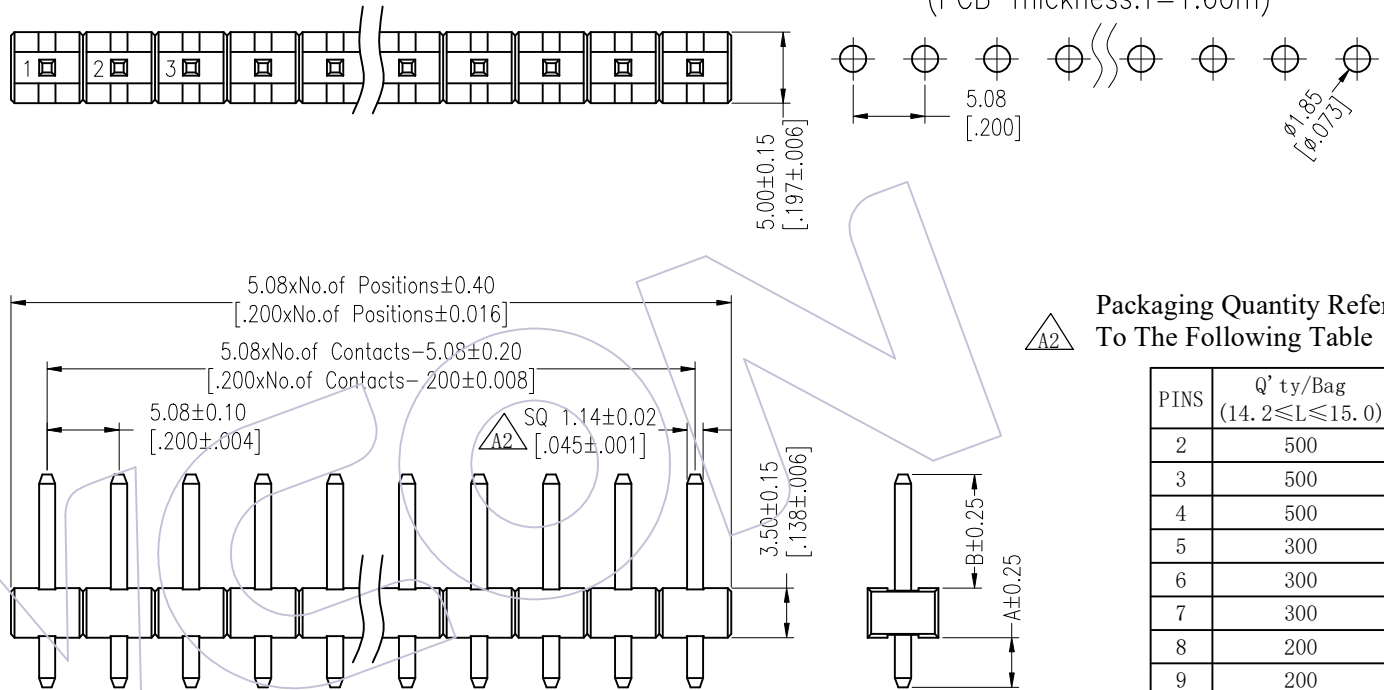 (PCB Thickness:T=1.60m)
1 2 3
5.08
[.200]
ø1.85
[ø.073]
5.00±0.15
[.197±.006]
5.08xNo.of Positions±0.40
[.200xNo.of Positions±0.016]
5.08xNo.of Contacts-5.08±0.20
[.200xNo.of Contacts-.200±0.008]
5.08±0.10
[.200±.004]
A2
SQ 1.14±0.02
[.045±.001]
3.50±0.15
[.138±.006]
B±0.25
A±0.25
A2
Packaging Quantity Refer
To The Following Table
PINS Q'ty/Bag
(14.2≤L≤15.0)
2 500
3 500
4 500
5 300
6 300
7 300
8 200
9 200